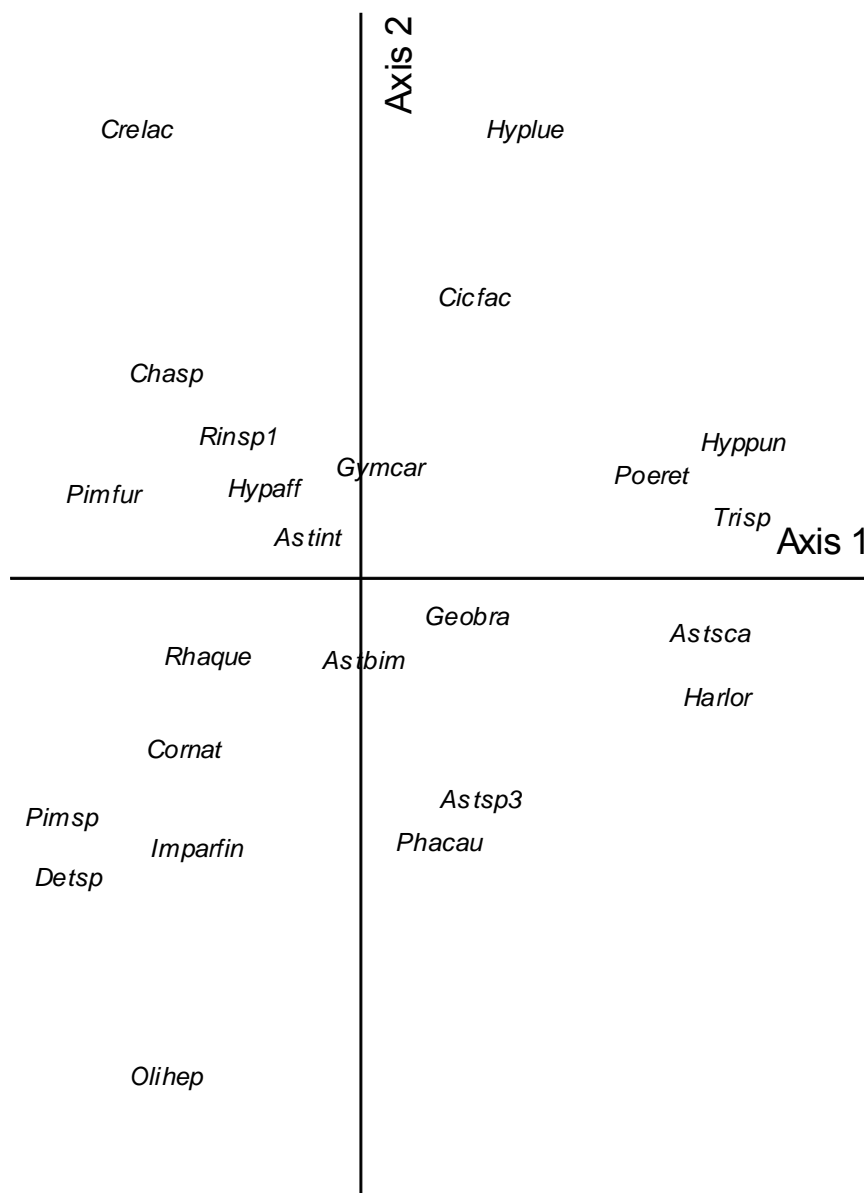 Axis 2
Crelac
Hyplue
Cicfac
Chasp
Rinsp1
Hyppun
Gymcar
Poeret
Pimfur
Hypaff
Trisp
Astint
Axis 1
Geobra
Astsca
Rhaque
Astbim
Harlor
Cornat
Astsp3
Pimsp
Phacau
Imparfin
Detsp
Olihep